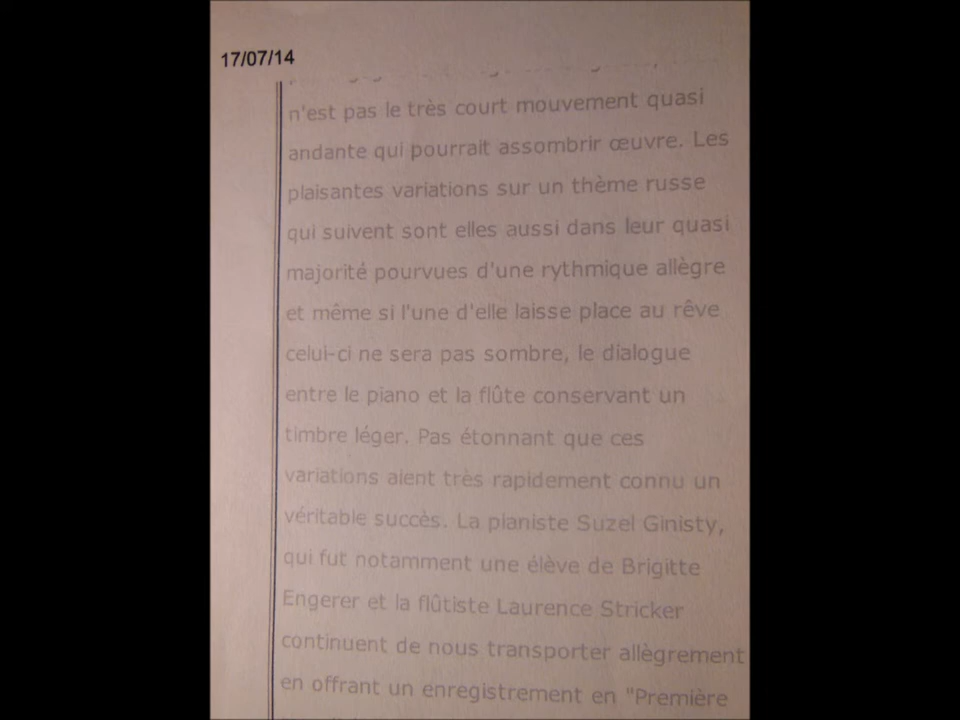 17/07/14
n'est pas le très court mouvement quasi
andante qui pourrait assombrir œuvre. Les
plaisantes variations sur un thème russe
qui suivent sont elles aussi dans leur quasi
majorité pourvues d'une rythmique allègre
et même si l'une d'elle laisse place au rêve
celui-ci ne sera pas sombre, le dialogue
entre le piano et la flûte conservant un
timbre léger. Pas étonnant que ces
variations aient très rapidement connu un
véritable succès. La pianiste Suzel Ginisty,
qui fut notamment une élève de Brigitte
Engerer et la flûtiste Laurence Stricker
continuent de nous transporter allègrement
en offrant un enregistrement en "Première